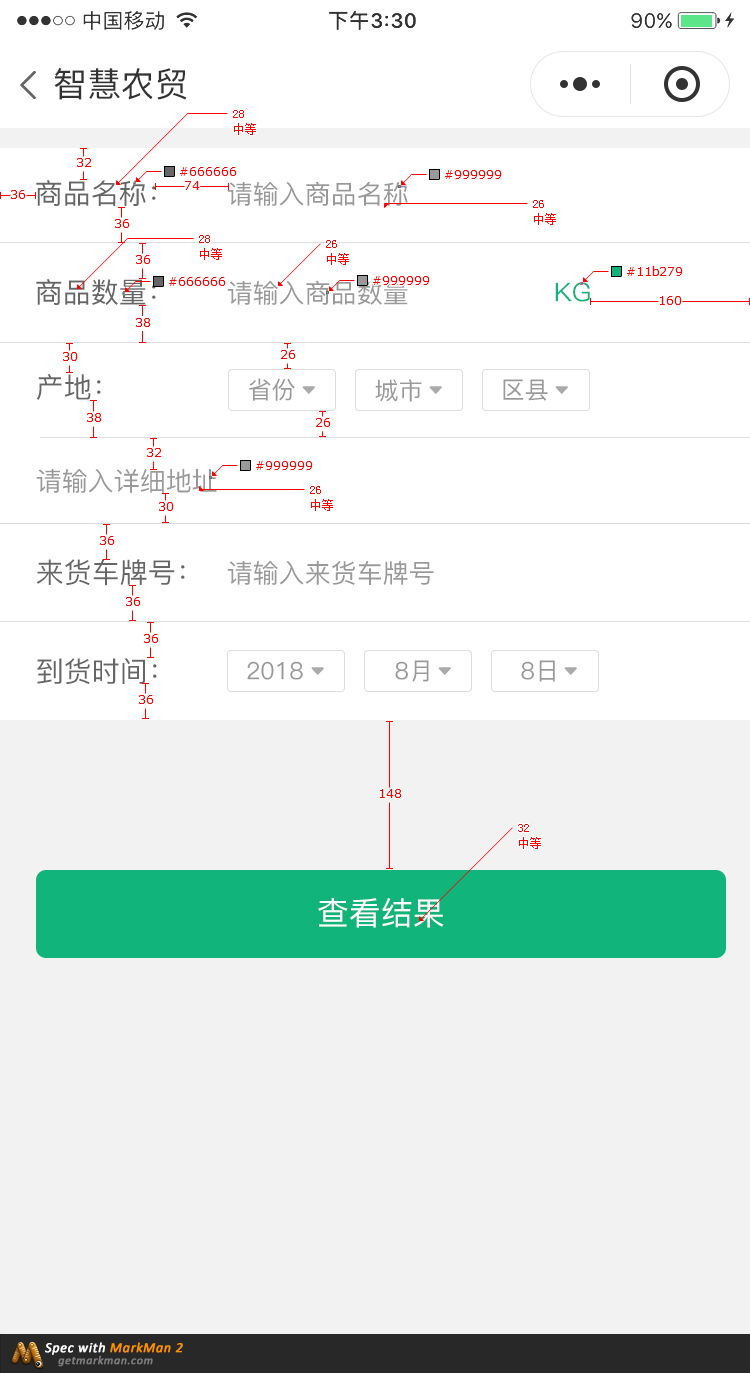 中国移动 下午3:30 90%
智慧农贸
28
中等
32
#666666
#999999
36 商品名称： 74 请输入商品名称
26
中等
36
28
中等
26
中等
36
#666666
#999999
#11b279
商品数量： 请输入商品数量 KG 160
38
30
26
产地： 省份 城市 区县
38
26
32
#999999
请输入详细地址
26
中等
30
36
来货车牌号： 请输入来货车牌号
36
36
到货时间： 2018 8月 8日
36
148
32
中等
查看结果
Spec with MarkMan 2
getmarkman.com